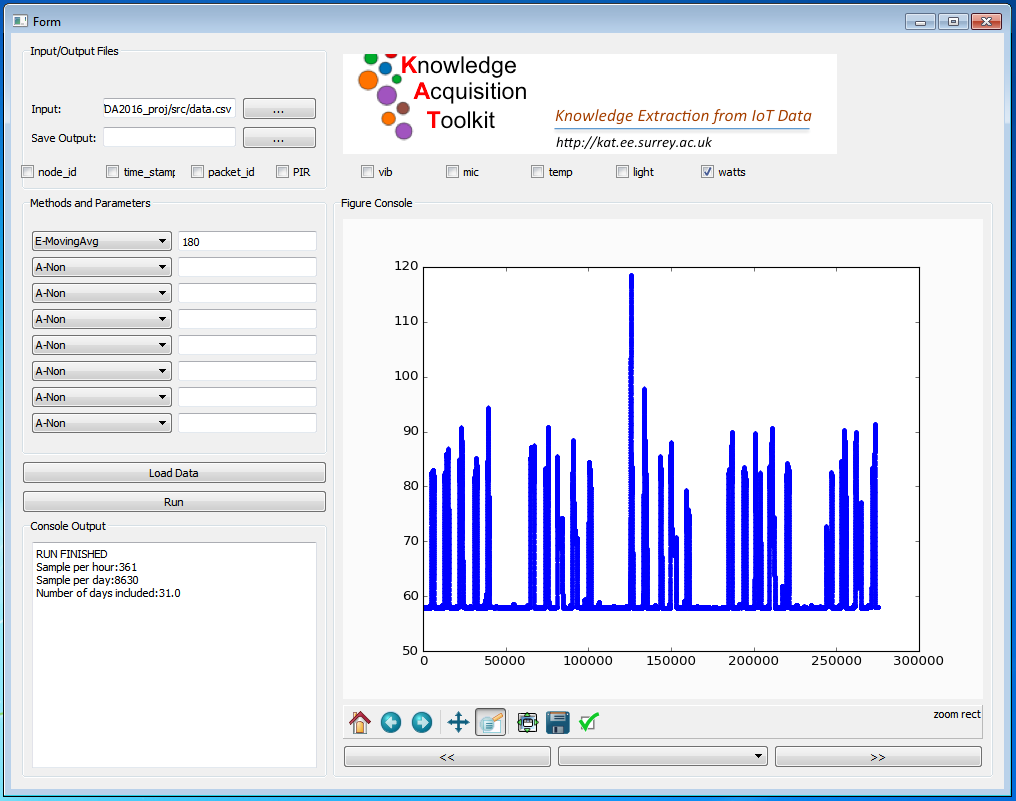 Form
Input/Output Files
Input:
DA2016_proj/src/data.csv
...
Save Output:
...
Knowledge
Acquisition
Toolkit
Knowledge Extraction from IoT Data
http://kat.ee.surrey.ac.uk
node_id
time_stamp
packet_id
PIR
vib
mic
temp
light
watts
Methods and Parameters
E-MovingAvg
180
A-Non
A-Non
A-Non
A-Non
A-Non
A-Non
A-Non
Load Data
Run
Console Output
RUN FINISHED
Sample per hour:361
Sample per day:8630
Number of days included:31.0
Figure Console
120
110
100
90
80
70
60
50
0 50000 100000 150000 200000 250000 300000
zoom rect
<<
>>